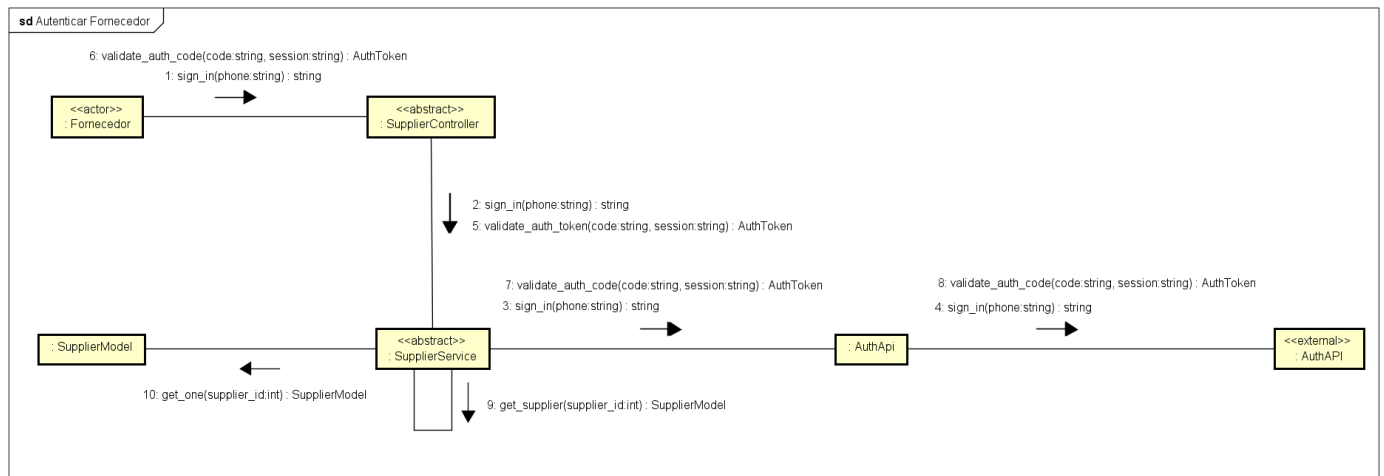 sd Autenticar Fornecedor
6: validate_auth_code(code:string, session:string) : AuthToken
1: sign_in(phone:string) : string
<<actor>>
: Fornecedor
<<abstract>>
: SupplierController
2: sign_in(phone:string) : string
5: validate_auth_token(code:string, session:string) : AuthToken
7: validate_auth_code(code:string, session:string) : AuthToken
3: sign_in(phone:string) : string
8: validate_auth_code(code:string, session:string) : AuthToken
4: sign_in(phone:string) : string
: SupplierModel
<<abstract>>
: SupplierService
: AuthApi
<<external>>
: AuthAPI
10: get_one(supplier_id:int) : SupplierModel
9: get_supplier(supplier_id:int) : SupplierModel